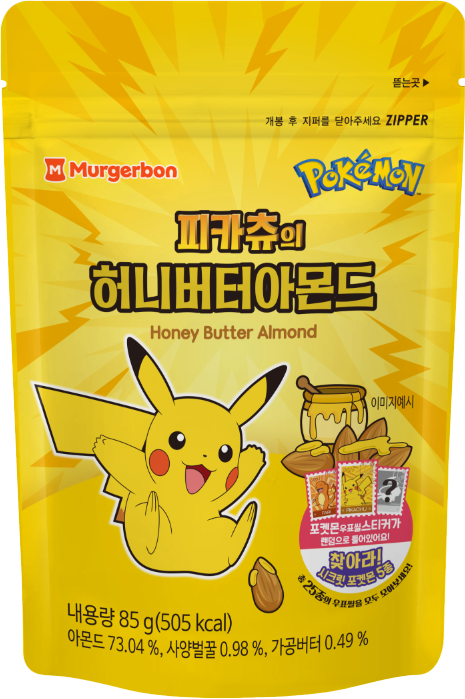 뜯는곳▶
개봉 후 지퍼를 닫아주세요 ZIPPER
M Murgerbon
POKéMON
TM
피카츄의
허니버터아몬드
Honey Butter Almond
이미지예시
PIKACHU
?
포켓몬우표씰스티커가
랜덤으로 들어있어요!
찾아라!
시크릿 포켓몬 5종
총 25종의 우표씰을 모두 모아보세요!
내용량 85 g(505 kcal)
아몬드 73.04 %, 사양벌꿀 0.98 %, 가공버터 0.49 %